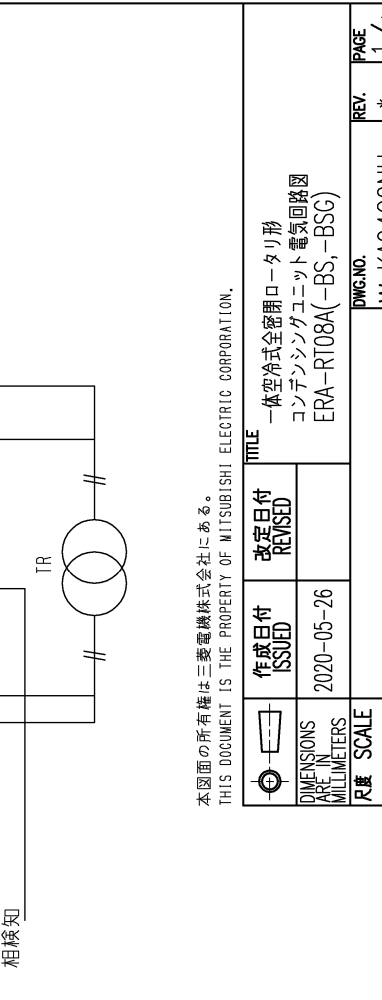 相検知
TR
本図面の所有権は三菱電機株式会社にある。
THIS DOCUMENT IS THE PROPERTY OF MITSUBISHI ELECTRIC CORPORATION.
DIMENSIONS
ARE IN
MILLIMETERS
作成日付
ISSUED
2020-05-26
改定日付
REVISED
TITLE
一体空冷式全密閉ロータリ形
コンデンシングユニット電気回路図
ERA-RT08A(-BS,-BSG)
尺度 SCALE
DWG.NO.
REV.
*
PAGE
1/